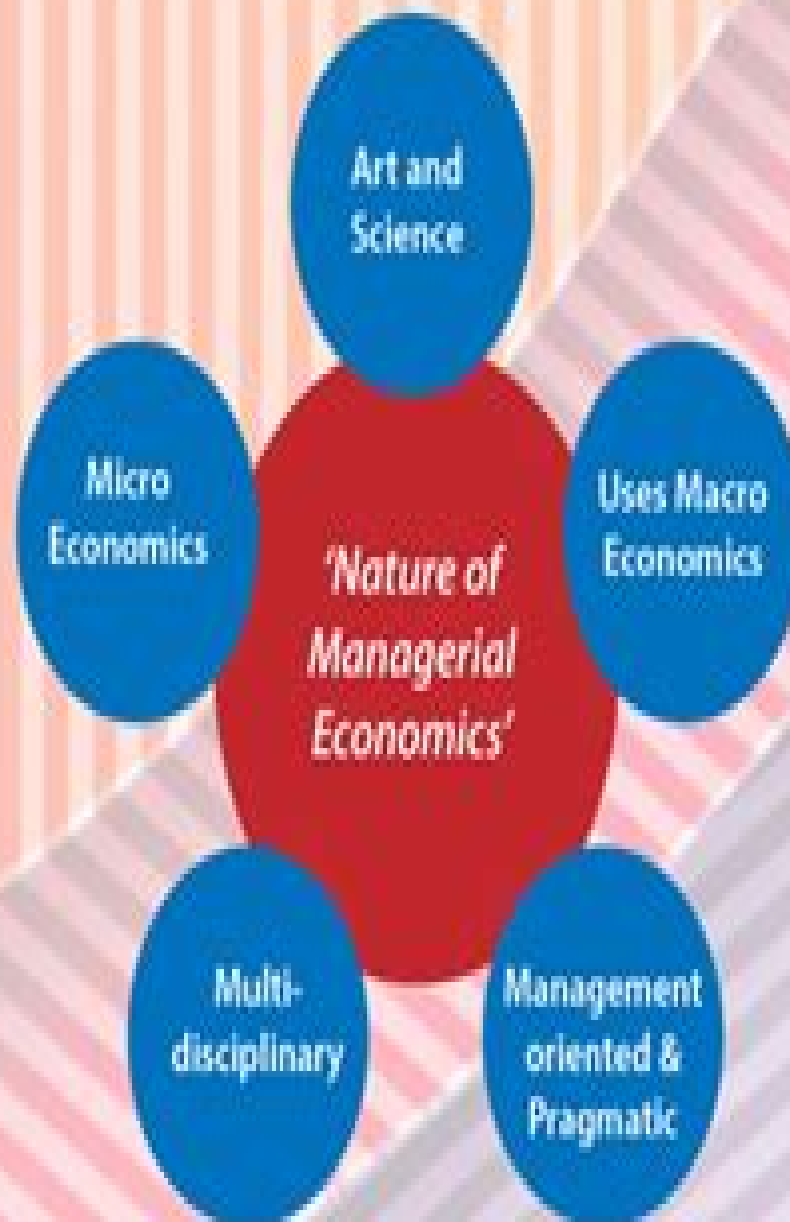 Art and
Science
Micro
Economics
Uses Macro
Economics
'Nature of
Managerial
Economics'
Multi-
disciplinary
Management
oriented &
Pragmatic